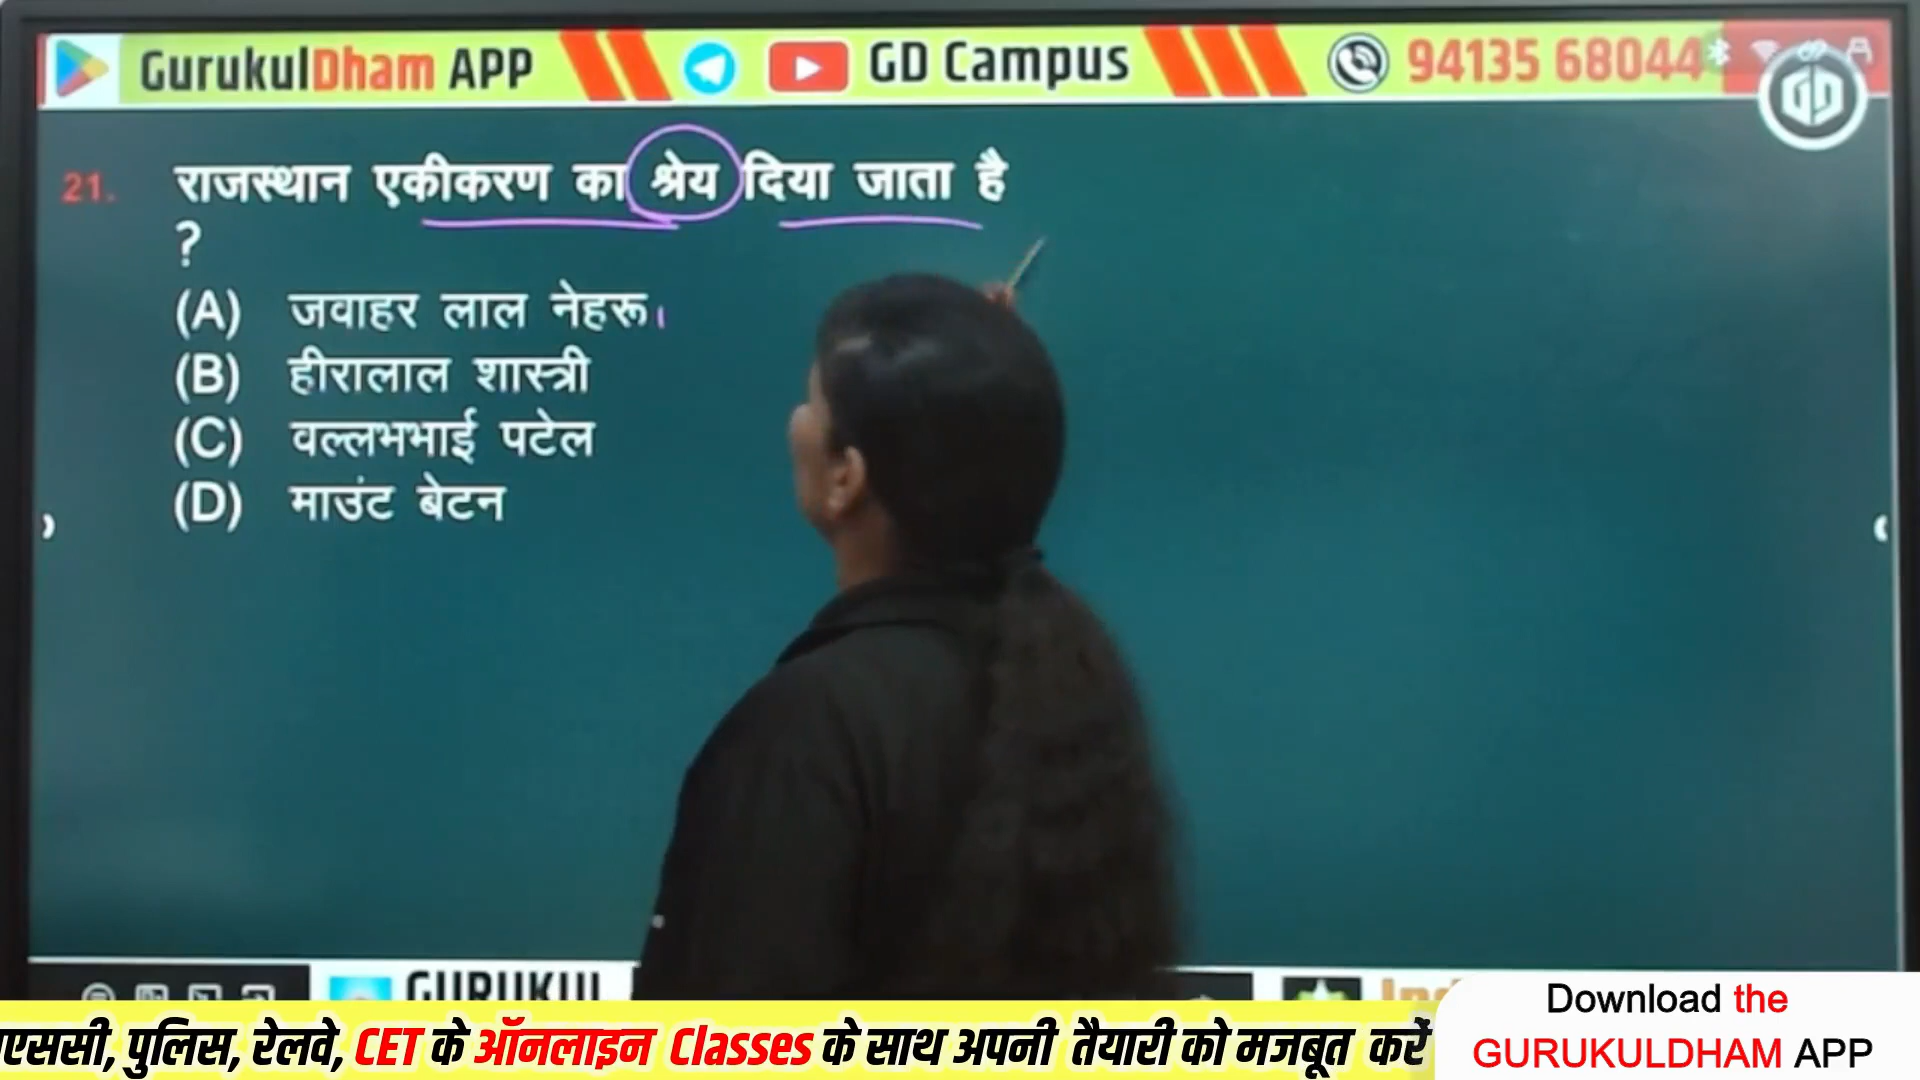 GurukulDham APP
GD Campus
94135 68044
21. राजस्थान एकीकरण का श्रेय दिया जाता है
?
(A) जवाहर लाल नेहरू
(B) हीरालाल शास्त्री
(C) वल्लभभाई पटेल
(D) माउंट बेटन
GURUKUL
एससी, पुलिस, रेलवे, CET के ऑनलाइन Classes के साथ अपनी तैयारी को मजबूत करें
Download the
GURUKULDHAM APP